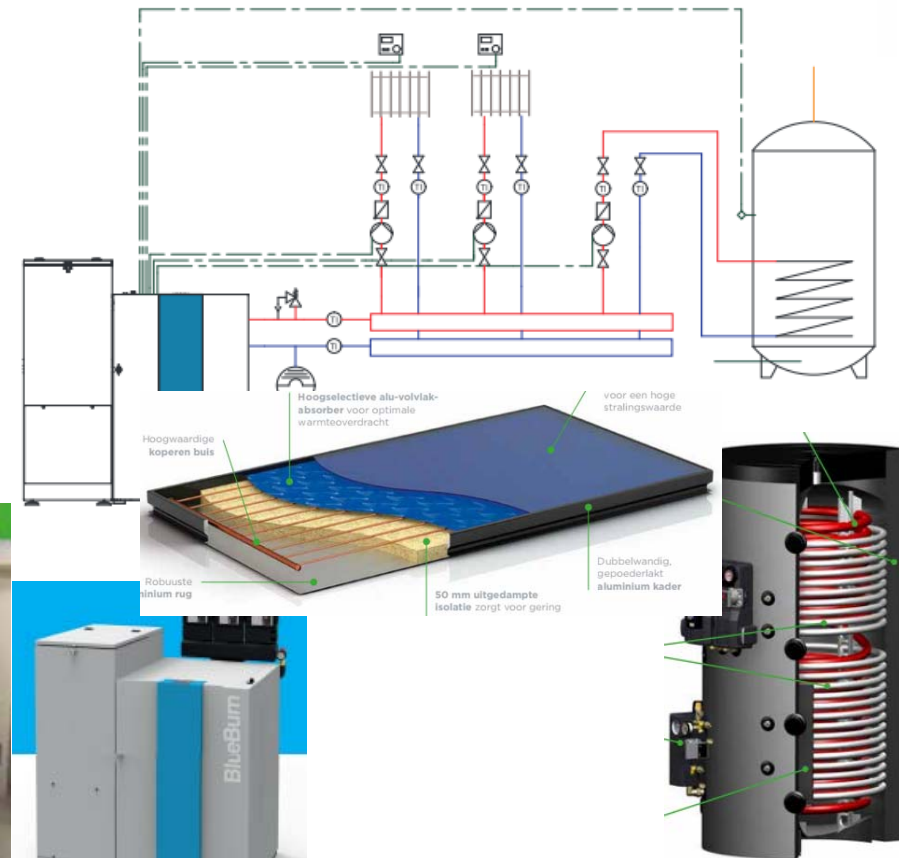 TI
TI
TI
TI
TI
TI
TI
TI
Hoogselectieve alu-volvlak-
absorber voor optimale
warmteoverdracht
voor een hoge
stralingswaarde
Hoogwaardige
koperen buis
Dubbelwandig,
gepoederlakt
aluminium kader
Robuuste
minium rug
50 mm uitgedampte
isolatie zorgt voor gering
BlueBurn